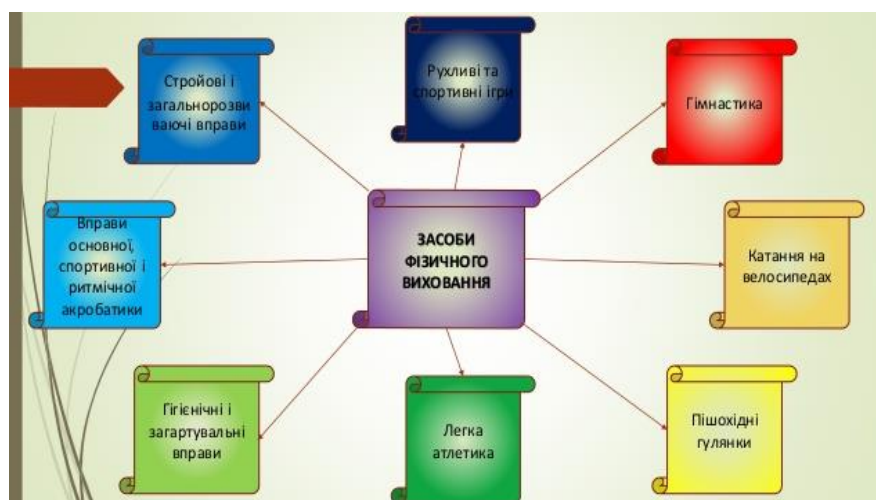 Стройові і
загальнорозви
ваючі вправи
Рухливі та
спортивні ігри
Гімнастика
Вправи
основної,
спортивної і
ритмічної
акробатики
ЗАСОБИ
ФІЗИЧНОГО
ВИХОВАННЯ
Катання на
велосипедах
Гігієнічні і
загартувальні
вправи
Легка
атлетика
Пішохідні
гулянки